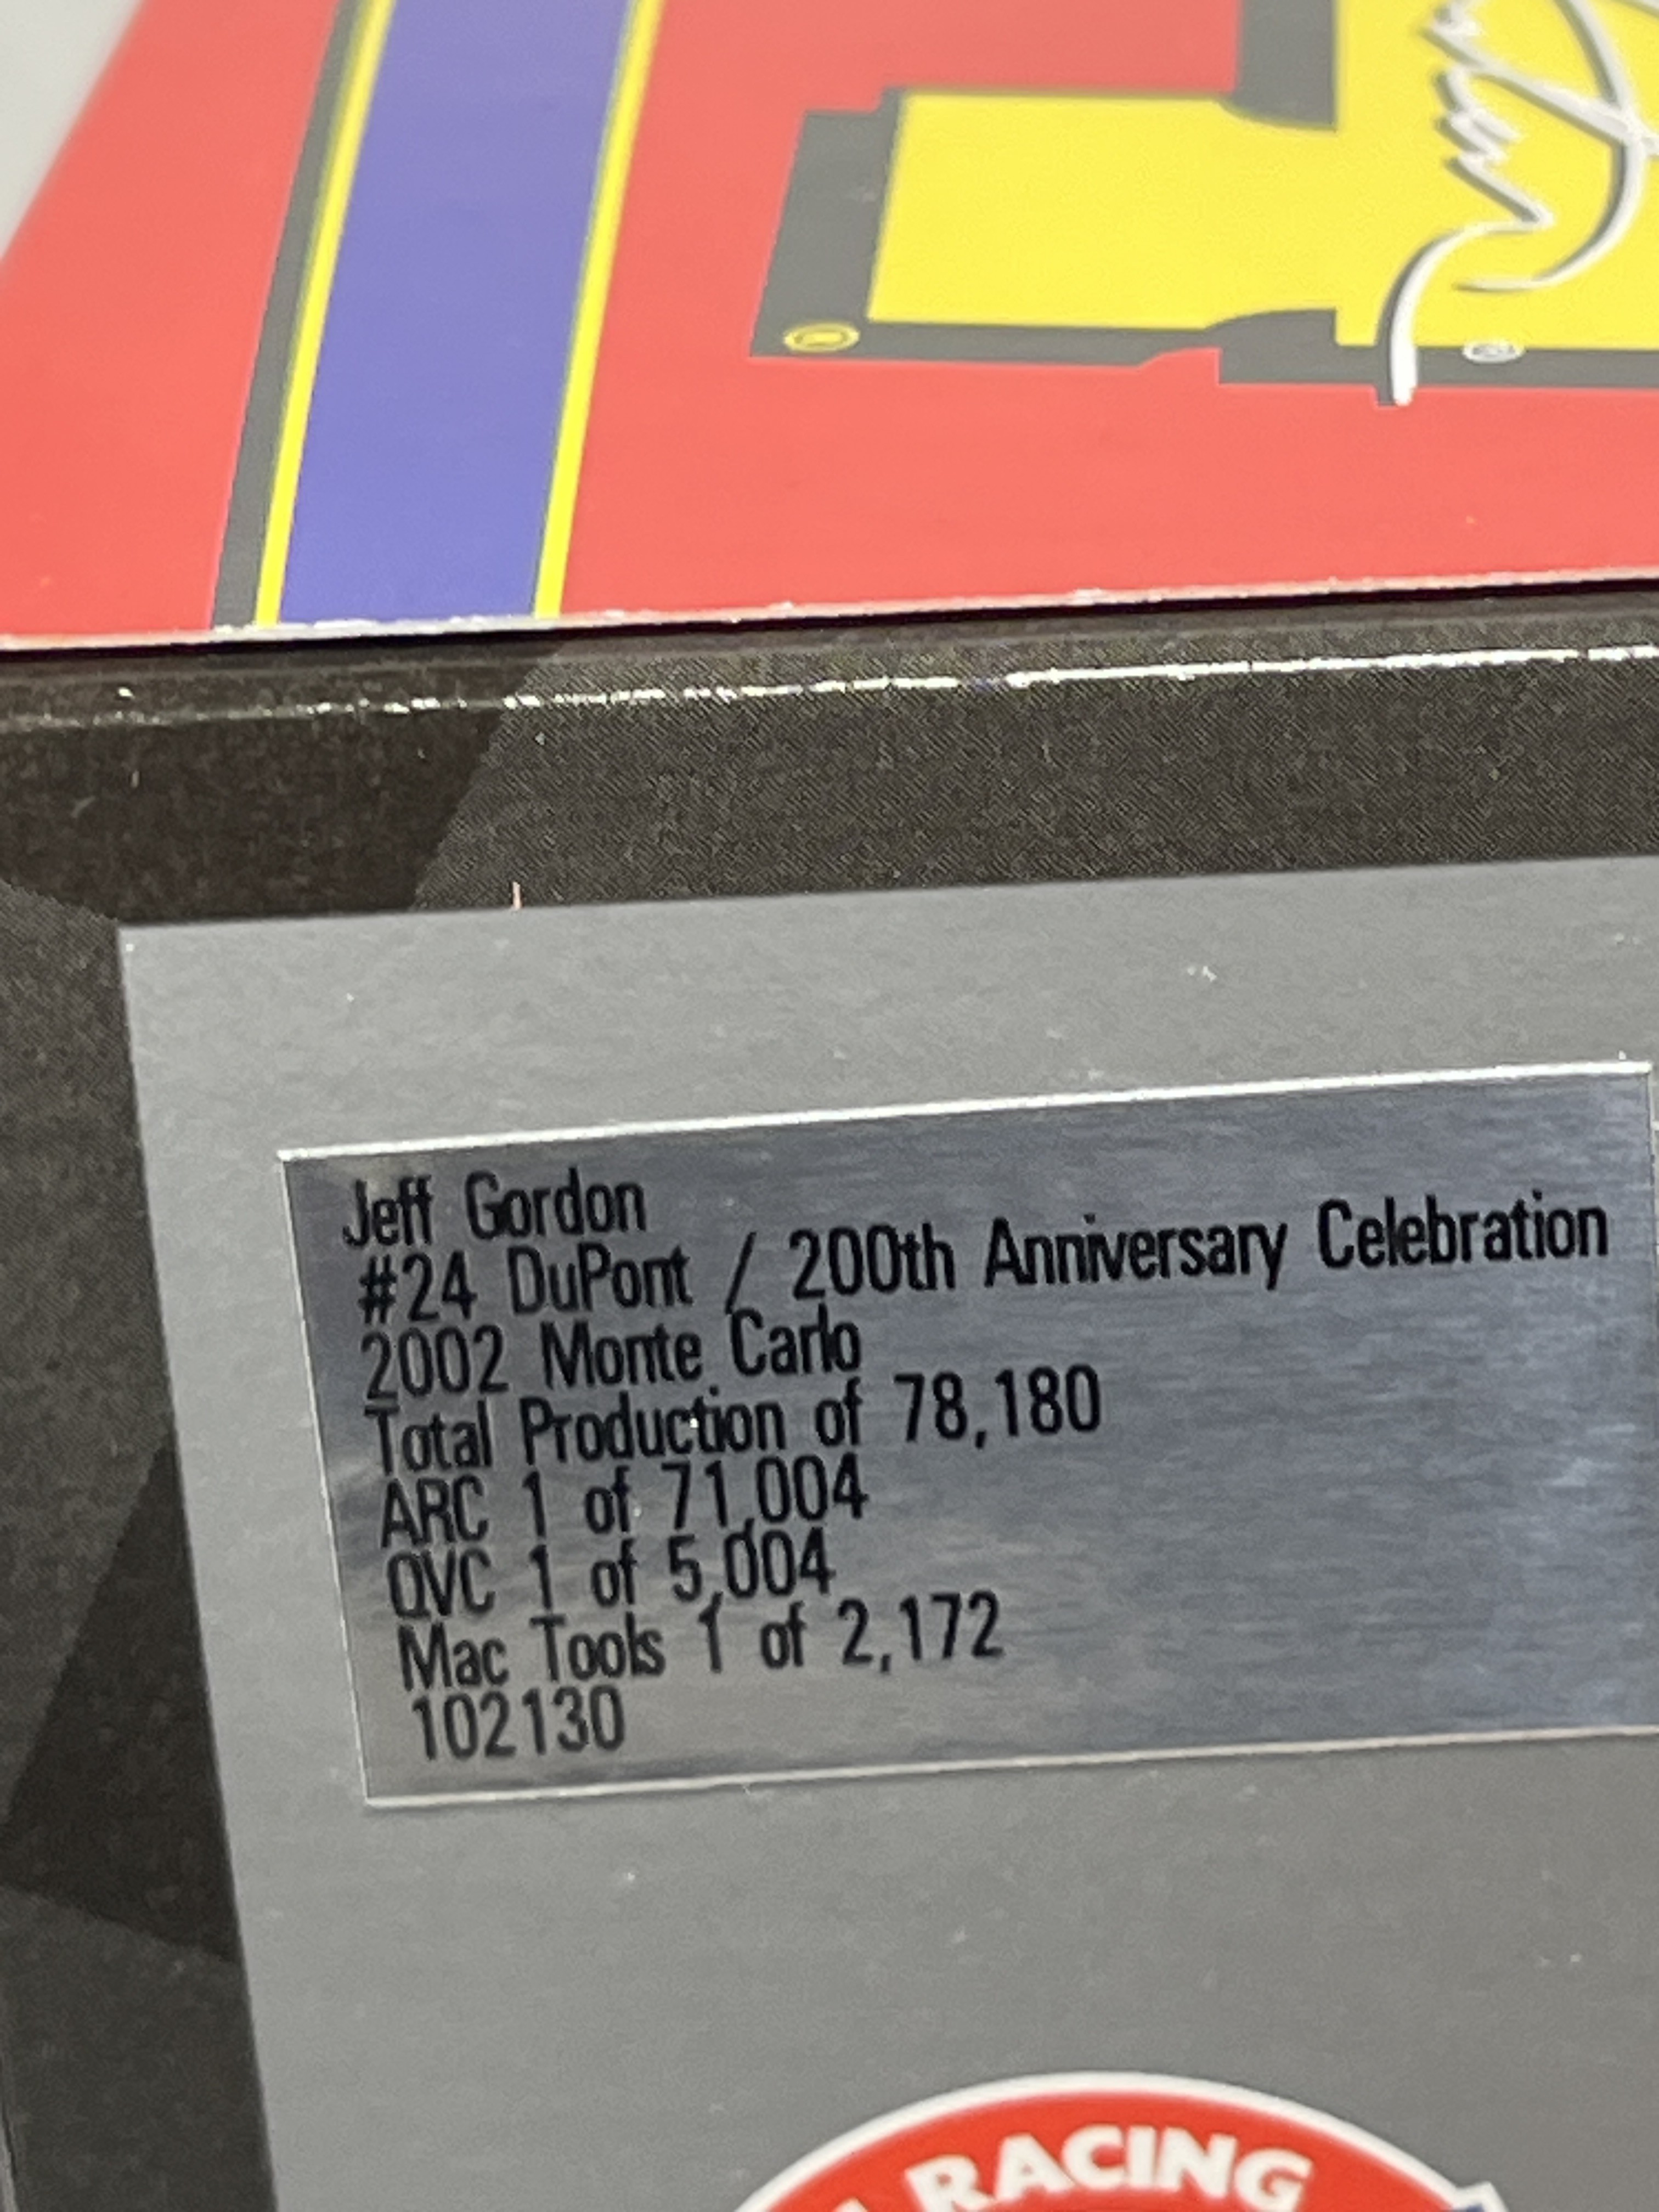 Jeff Gordon
#24 DuPont / 200th Anniversary Celebration
2002 Monte Carlo
Total Production of 78,180
ARC 1 of 71,004
QVC 1 of 5,004
Mac Tools 1 of 2,172
102130
RACING